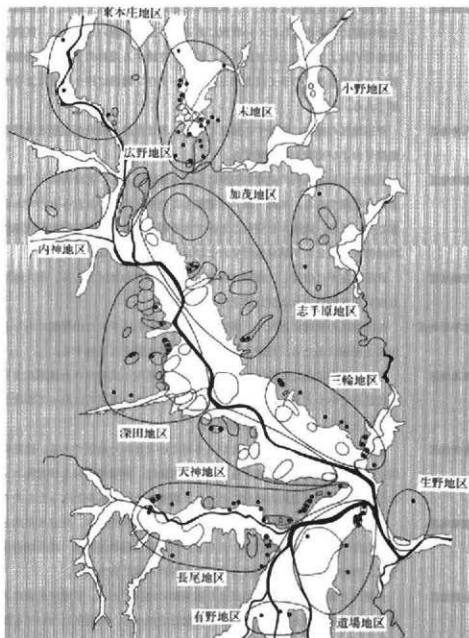 東本庄地区
小野地区
末地区
広野地区
加茂地区
内神地区
志手原地区
三輪地区
深田地区
天神地区
生野地区
長尾地区
有野地区
道場地区